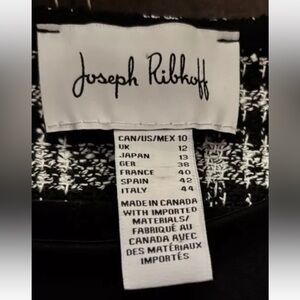 Joseph Ribkoff
CAN/US/MEX 10
UK 12
JAPAN 13
GER 38
FRANCE 40
SPAIN 42
ITALY 44
MADE IN CANADA
WITH IMPORTED
MATERIALS/
FABRIQUÉ AU
CANADA AVEC
DES MATÉRIAUX
IMPORTÉS